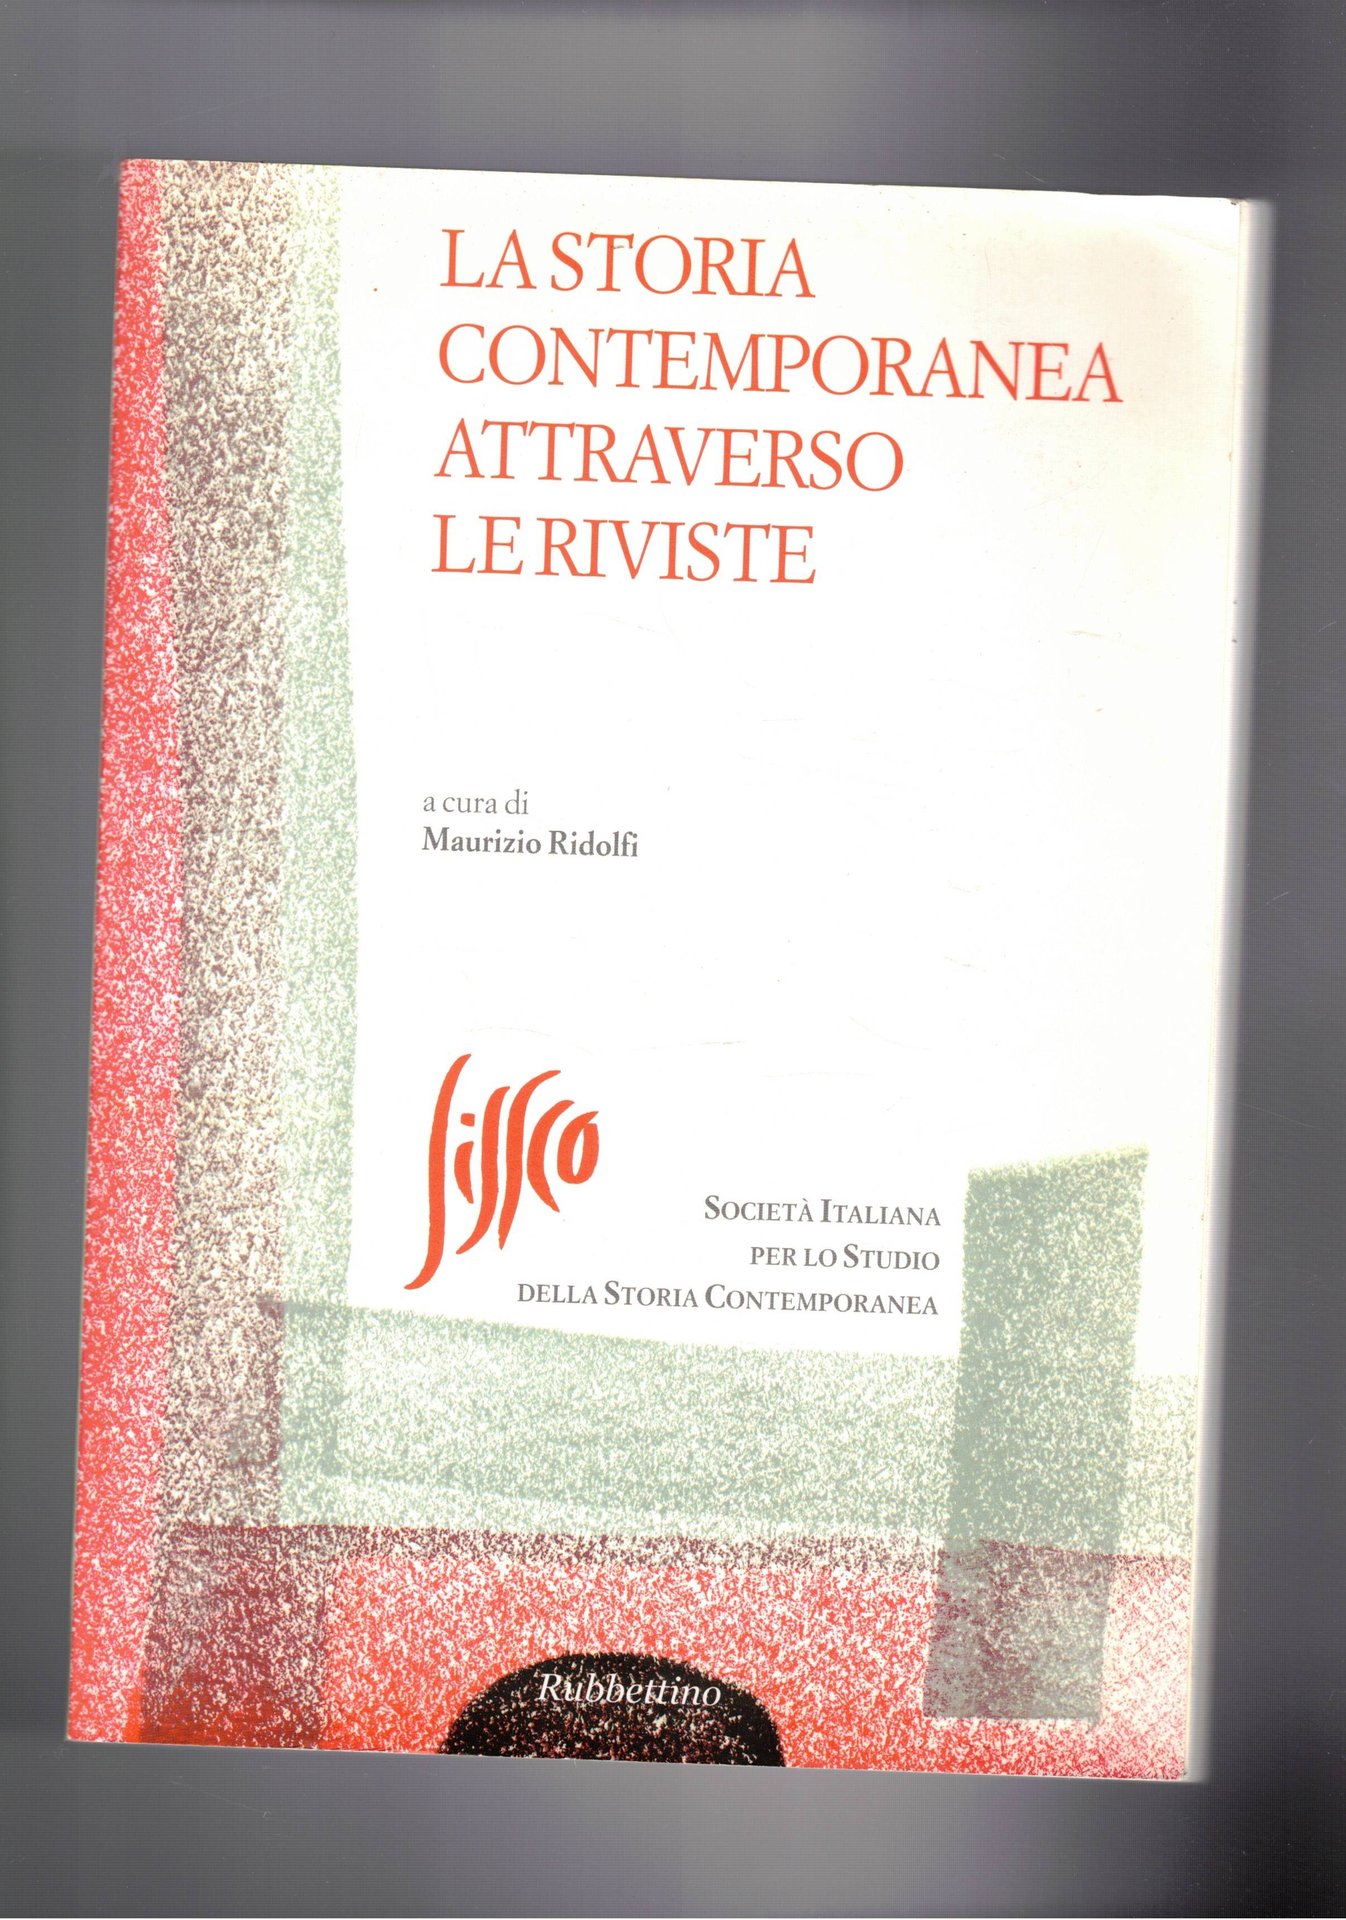 LA STORIA
CONTEMPORANEA
ATTRAVERSO
LE RIVISTE
a cura di
Maurizio Ridolfi
sissco
SOCIETÀ ITALIANA
PER LO STUDIO
DELLA STORIA CONTEMPORANEA
Rubbettino